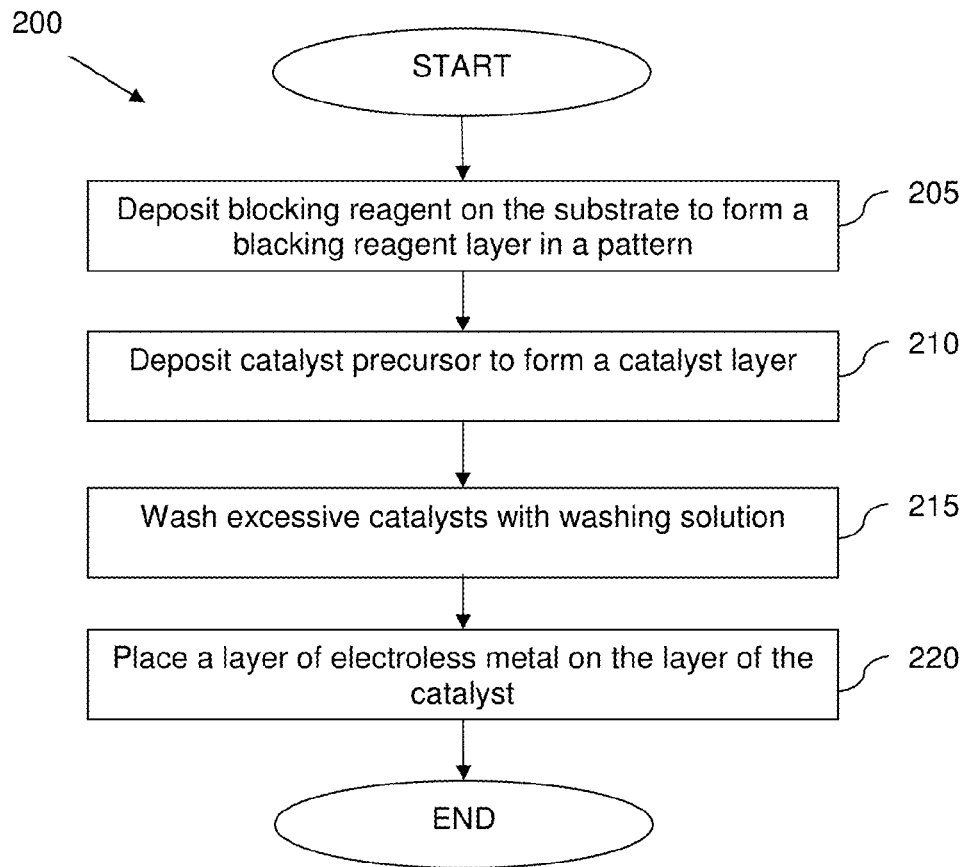 200
START
Deposit blocking reagent on the substrate to form a
blacking reagent layer in a pattern
205
Deposit catalyst precursor to form a catalyst layer
210
Wash excessive catalysts with washing solution
215
Place a layer of electroless metal on the layer of the
catalyst
220
END